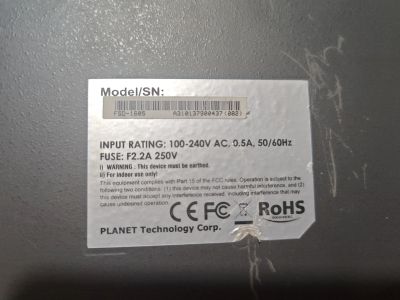 Model/SN:
FSD-1605 A310137900437(002)
INPUT RATING: 100-240V AC, 0.5A, 50/60Hz
FUSE: F2.2A 250V
i) WARNING : This device must be earthed.
ii) For indoor use only!
This equipment complies with Part 15 of the FCC rules. Operation is subject to the
following two conditions: (1) this device may not cause harmful interference, and (2)
this device must accept any interference received, including interference that may
cause undesired operation.
CE FC RoHS
PLANET Technology Corp.